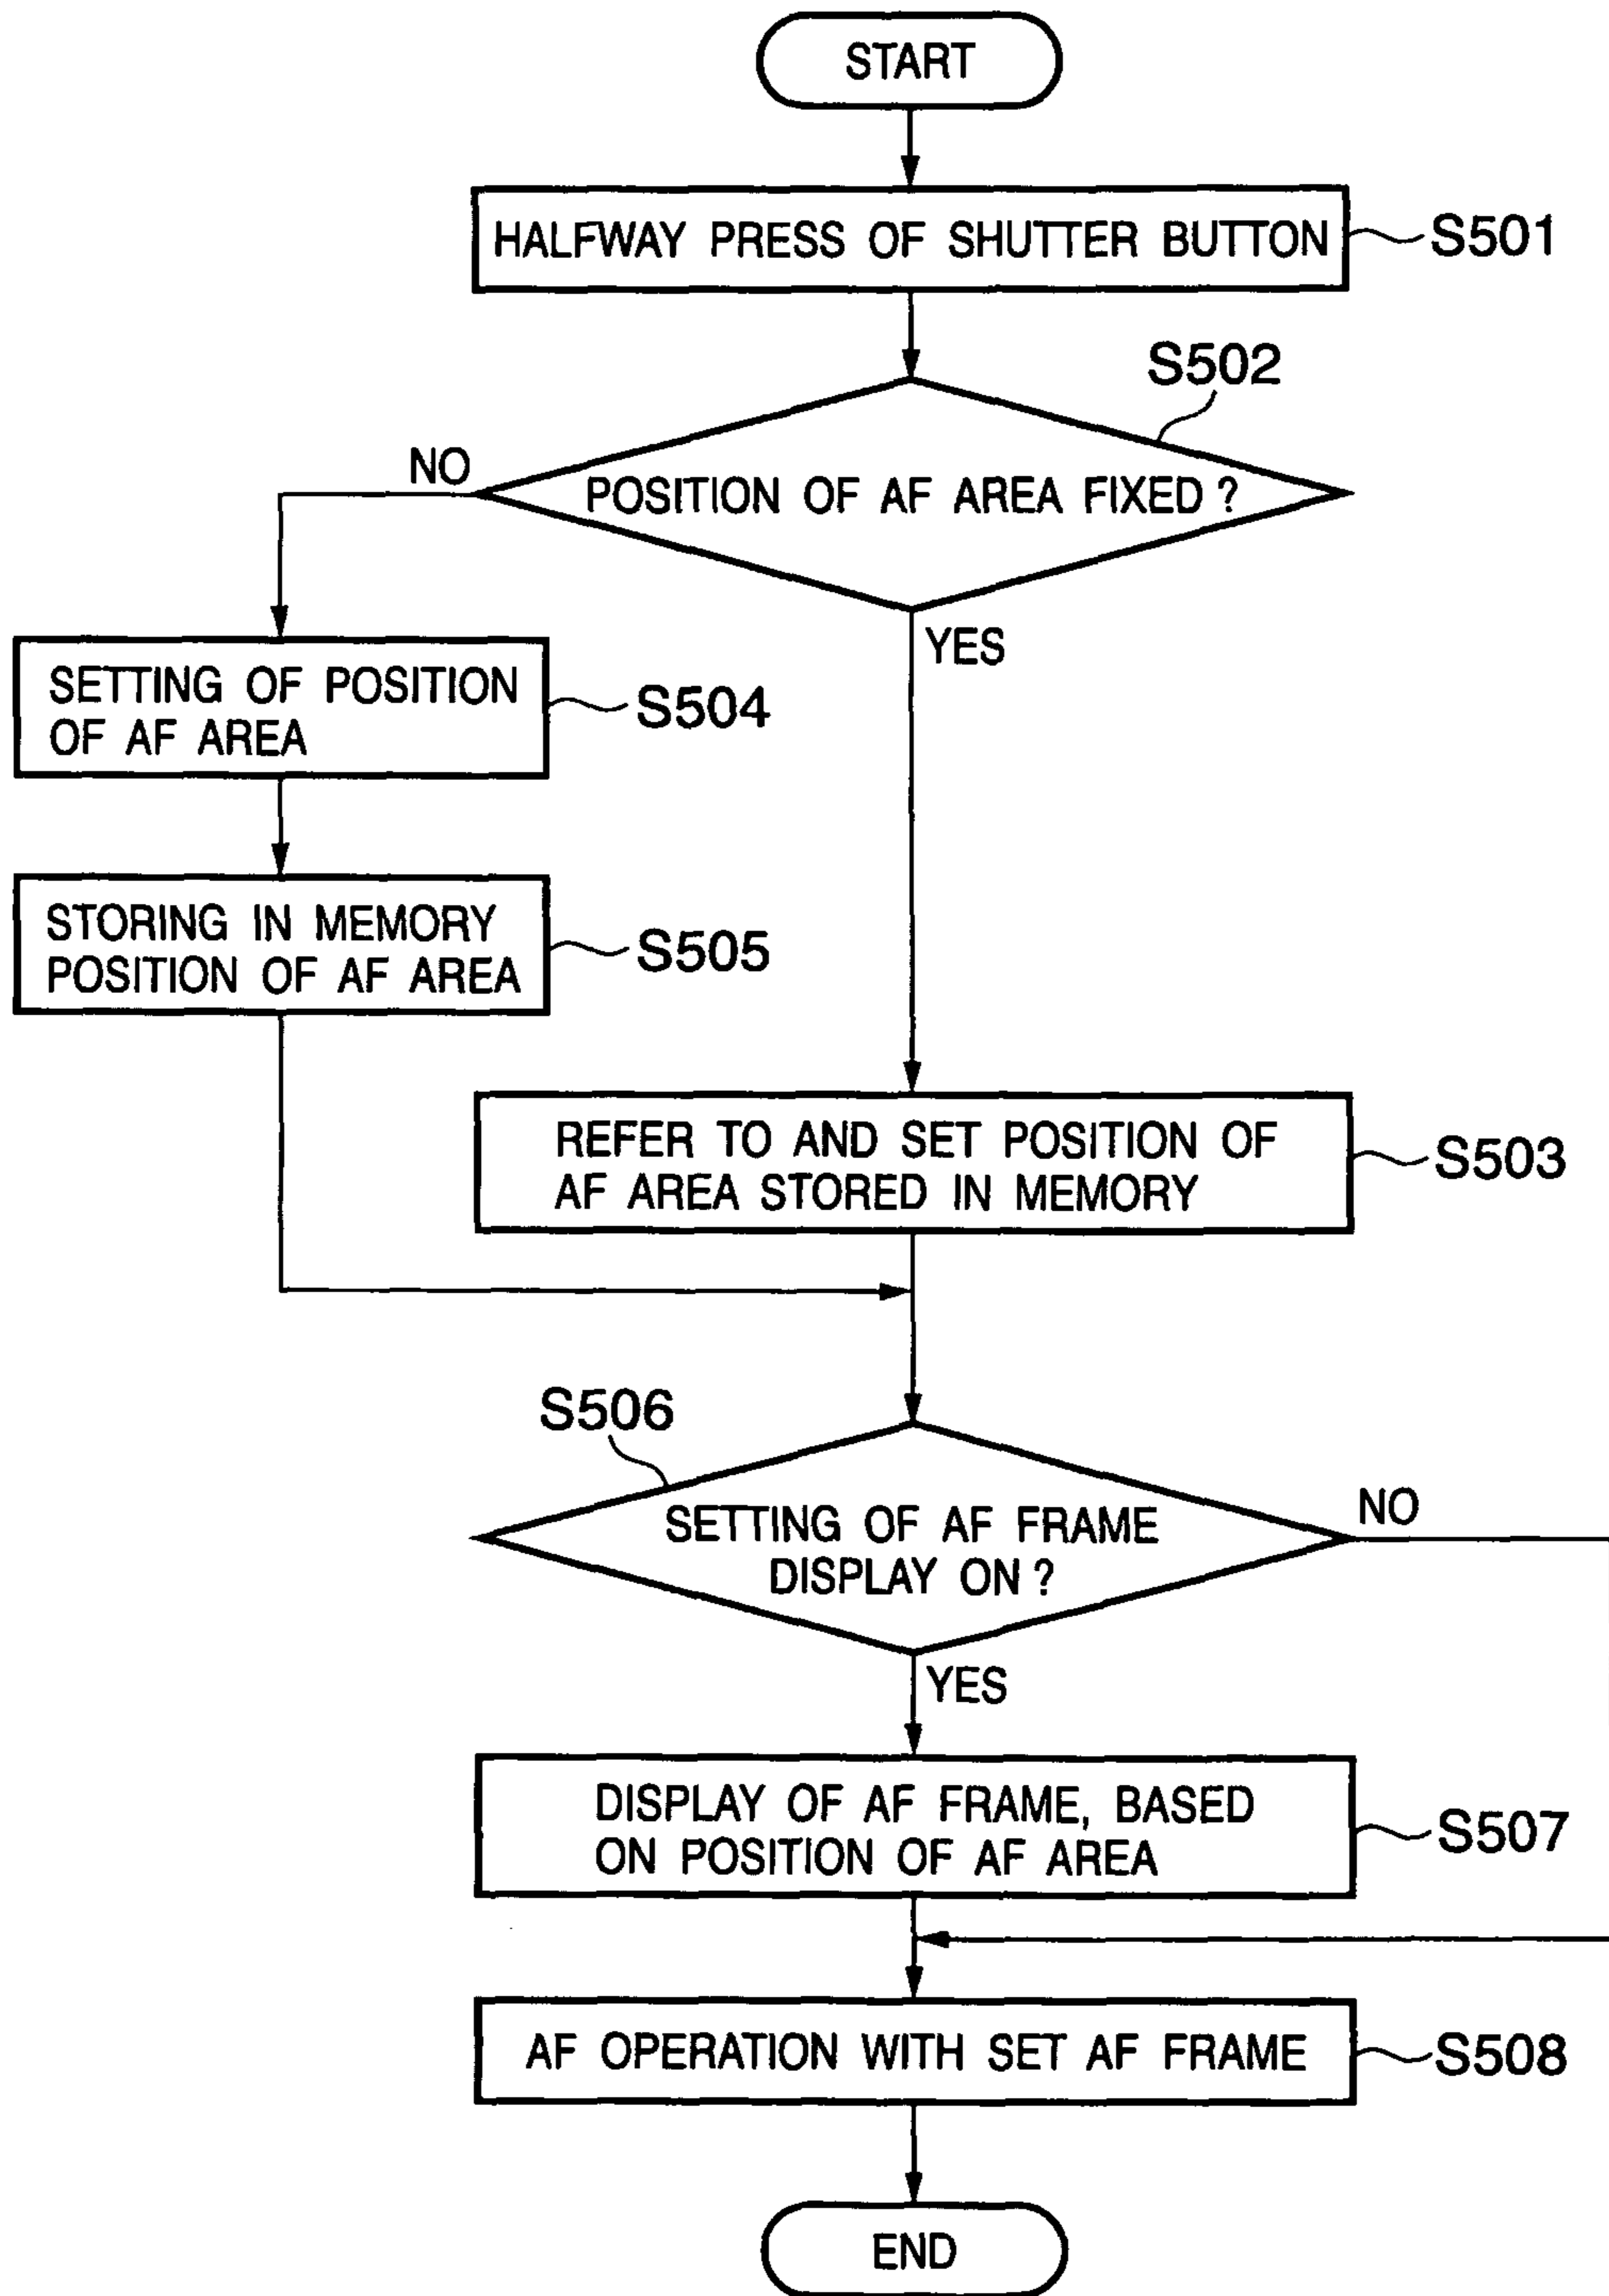 START
HALFWAY PRESS OF SHUTTER BUTTON
S501
S502
NO
POSITION OF AF AREA FIXED ?
YES
SETTING OF POSITION
OF AF AREA
S504
STORING IN MEMORY
POSITION OF AF AREA
S505
REFER TO AND SET POSITION OF
AF AREA STORED IN MEMORY
S503
S506
SETTING OF AF FRAME
DISPLAY ON ?
NO
YES
DISPLAY OF AF FRAME, BASED
ON POSITION OF AF AREA
S507
AF OPERATION WITH SET AF FRAME
S508
END